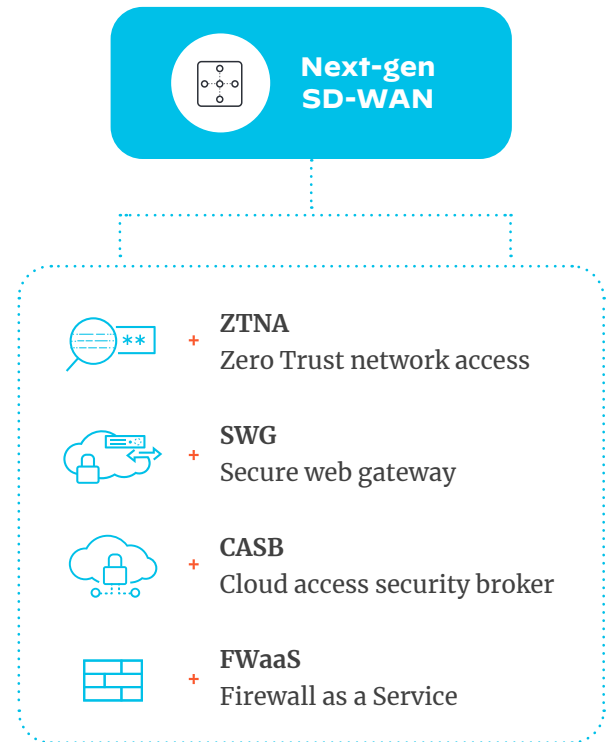 Next-gen
SD-WAN
**
+ ZTNA
Zero Trust network access
+ SWG
Secure web gateway
+ CASB
Cloud access security broker
+ FWaaS
Firewall as a Service